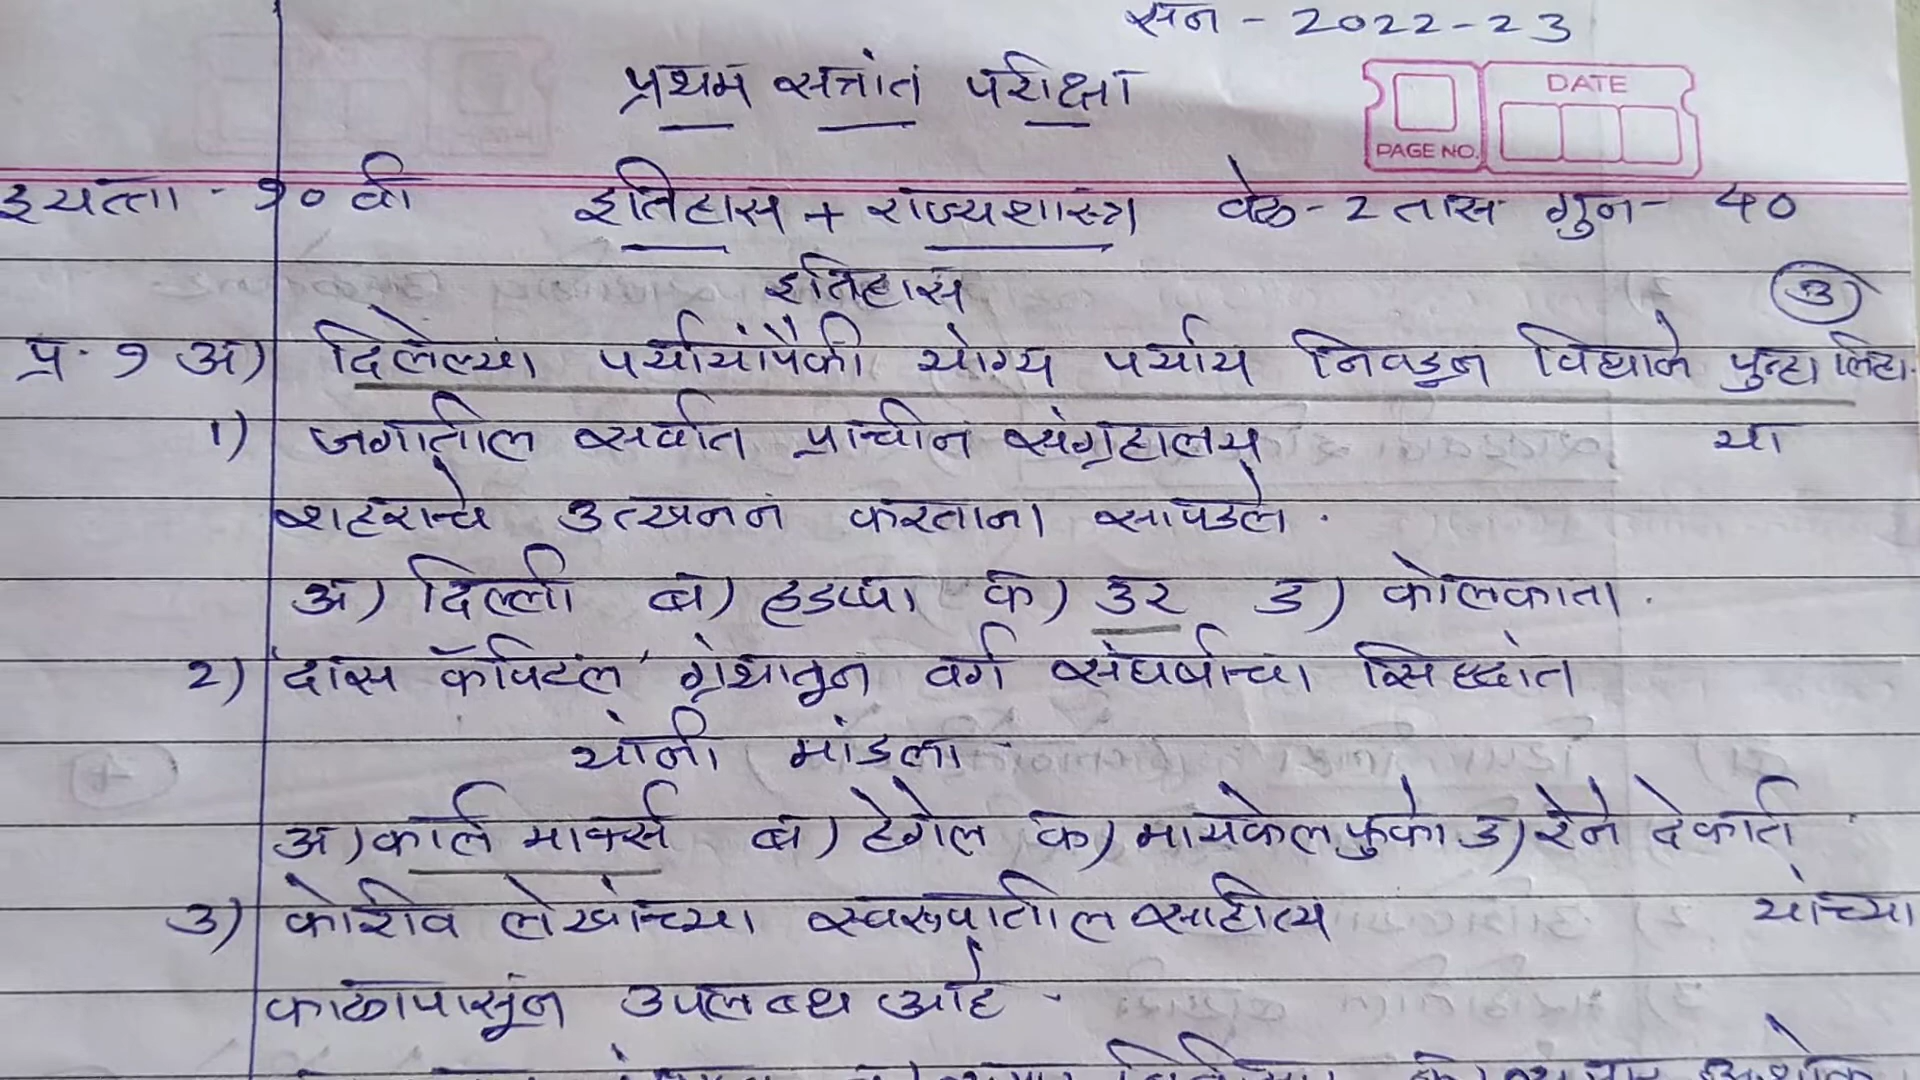 सन - 2022-23
प्रथम सत्रांत परीक्षा
DATE
PAGE NO.
इयत्ता - १० वी इतिहास + राज्यशास्त्र वेळ - 2 तास गुन - 40
इतिहास
3
प्र. १ अ) दिलेल्या पर्यायांपैकी योग्य पर्याय निवडून विधाने पुन्हा लिहा.
1) जगातील सर्वात प्राचीन संग्रहालय या
शहराचे उत्खनन करताना सापडले.
अ) दिल्ली ब) हडप्पा क) उर ड) कोलकाता.
2) 'दास कॅपिटल' ग्रंथातून वर्ग संघर्षाचा सिद्धांत
यांनी मांडला.
अ) कार्ल मार्क्स ब) हेगेल क) मायकेल फुको ड) रेने देकार्त
3) कोरीव लेखांच्या स्वरूपातील साहीत्य यांच्या
काळापासून उपलब्ध आहे.